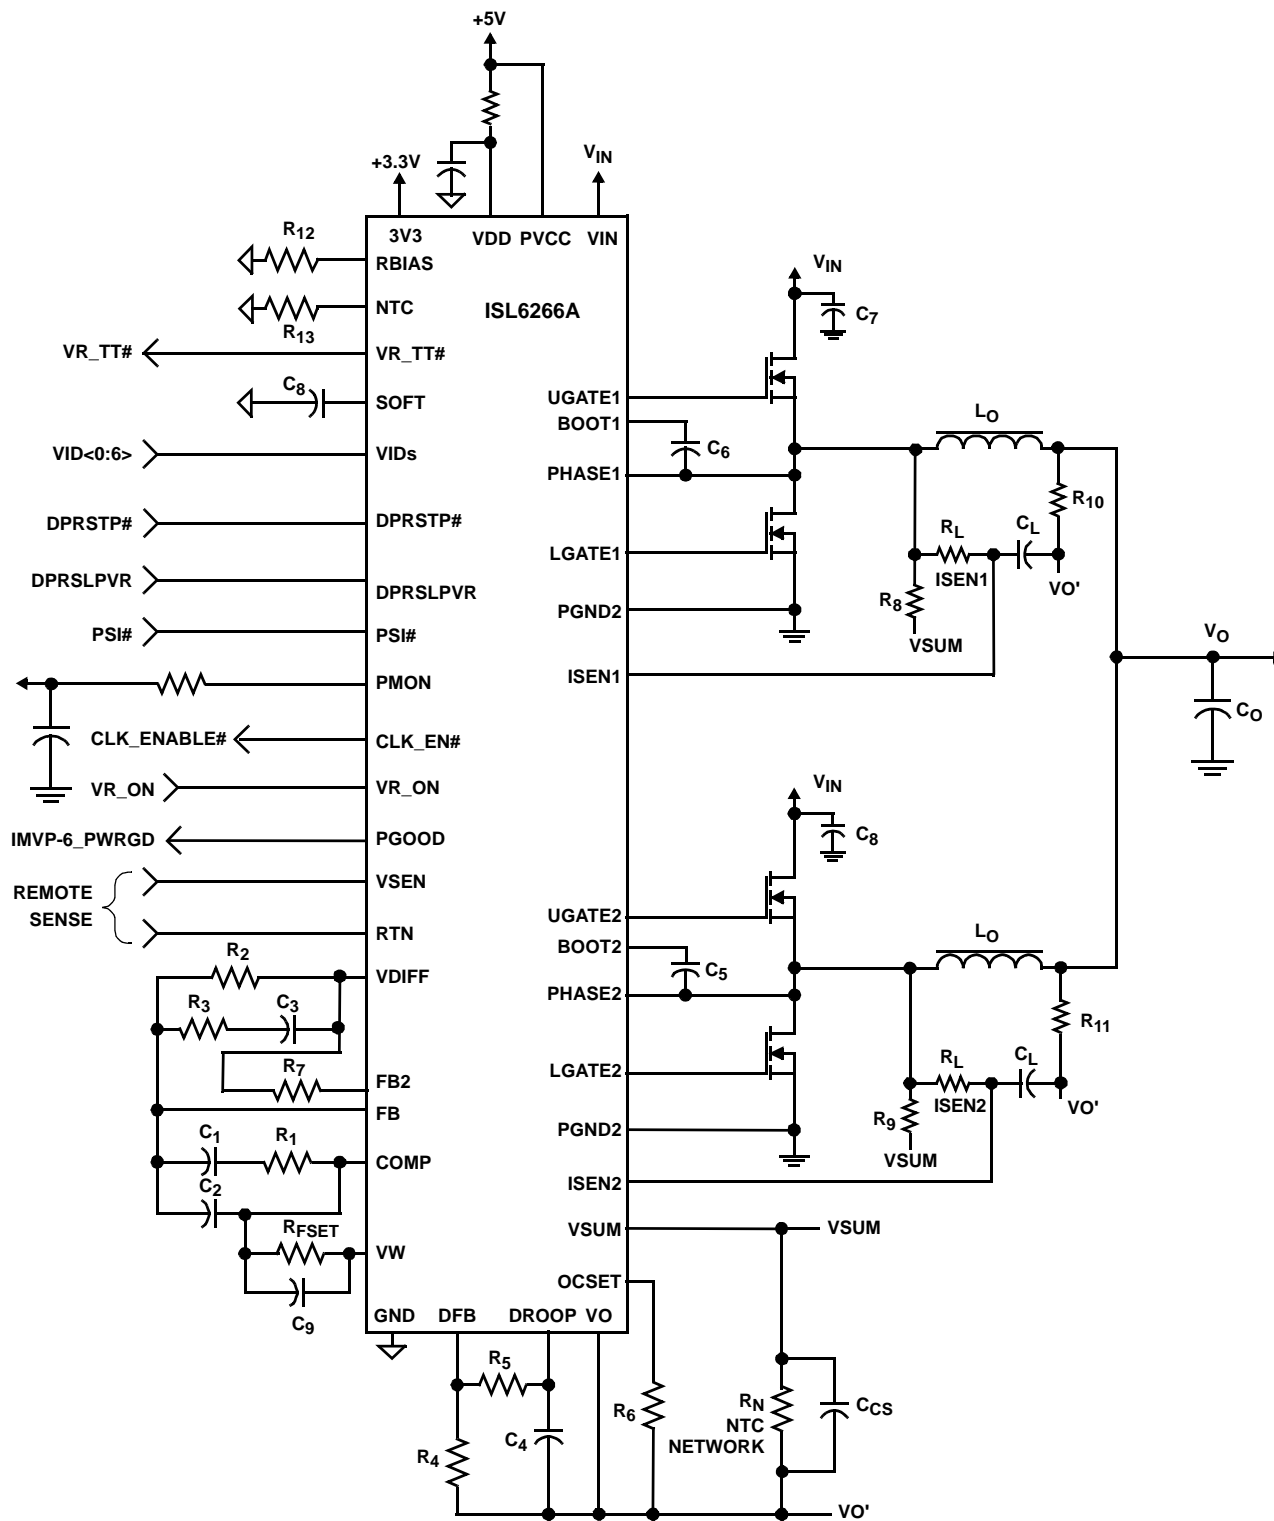 +5V
+3.3V
VIN
3V3 VDD PVCC VIN
ISL6266A
R12
RBIAS
NTC
R13
VR_TT#
VR_TT#
C8
SOFT
VID<0:6>
VIDs
DPRSTP#
DPRSTP#
DPRSLPVR
DPRSLPVR
PSI#
PSI#
PMON
CLK_ENABLE#
CLK_EN#
VR_ON
VR_ON
IMVP-6_PWRGD
PGOOD
REMOTE
SENSE
VSEN
RTN
R2
VDIFF
R3
C3
R7
FB2
FB
C1
R1
COMP
C2
RFSET
VW
C9
GND DFB DROOP VO
R5
R4
C4
R6
UGATE1
BOOT1
PHASE1
LGATE1
PGND2
ISEN1
VIN
C7
C6
LO
R10
RL
CL
ISEN1
VO'
R8
VSUM
VO
CO
UGATE2
BOOT2
PHASE2
LGATE2
PGND2
ISEN2
VIN
C8
C5
LO
R11
RL
CL
ISEN2
VO'
R9
VSUM
VSUM
VSUM
OCSET
RN
NTC
NETWORK
CCS
VO'